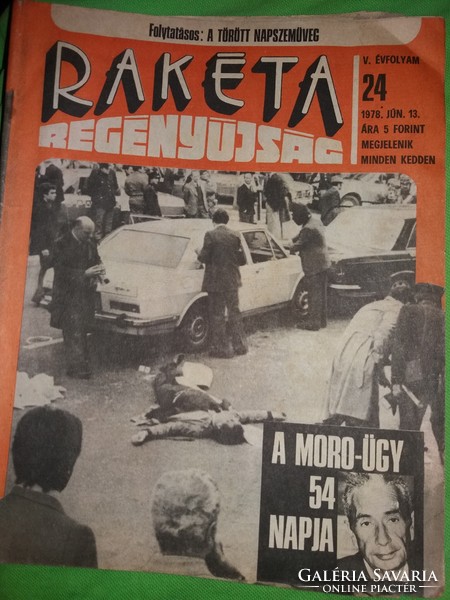 Folytatásos: A TÖRÖTT NAPSZEMÜVEG
RAKÉTA
REGÉNYÚJSÁG
V. ÉVFOLYAM
24
1978. JÚN. 13.
ÁRA 5 FORINT
MEGJELENIK
MINDEN KEDDEN
A MORO-ÜGY
54
NAPJA
GALÉRIA SAVARIA
ONLINE PIACTÉR